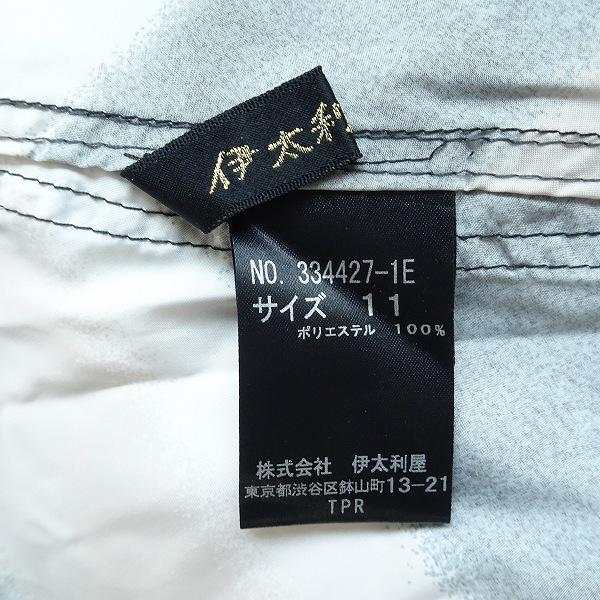 伊太利
NO. 334427-1E
サイズ 11
ポリエステル 100%
株式会社 伊太利屋
東京都渋谷区鉢山町13-21
TPR